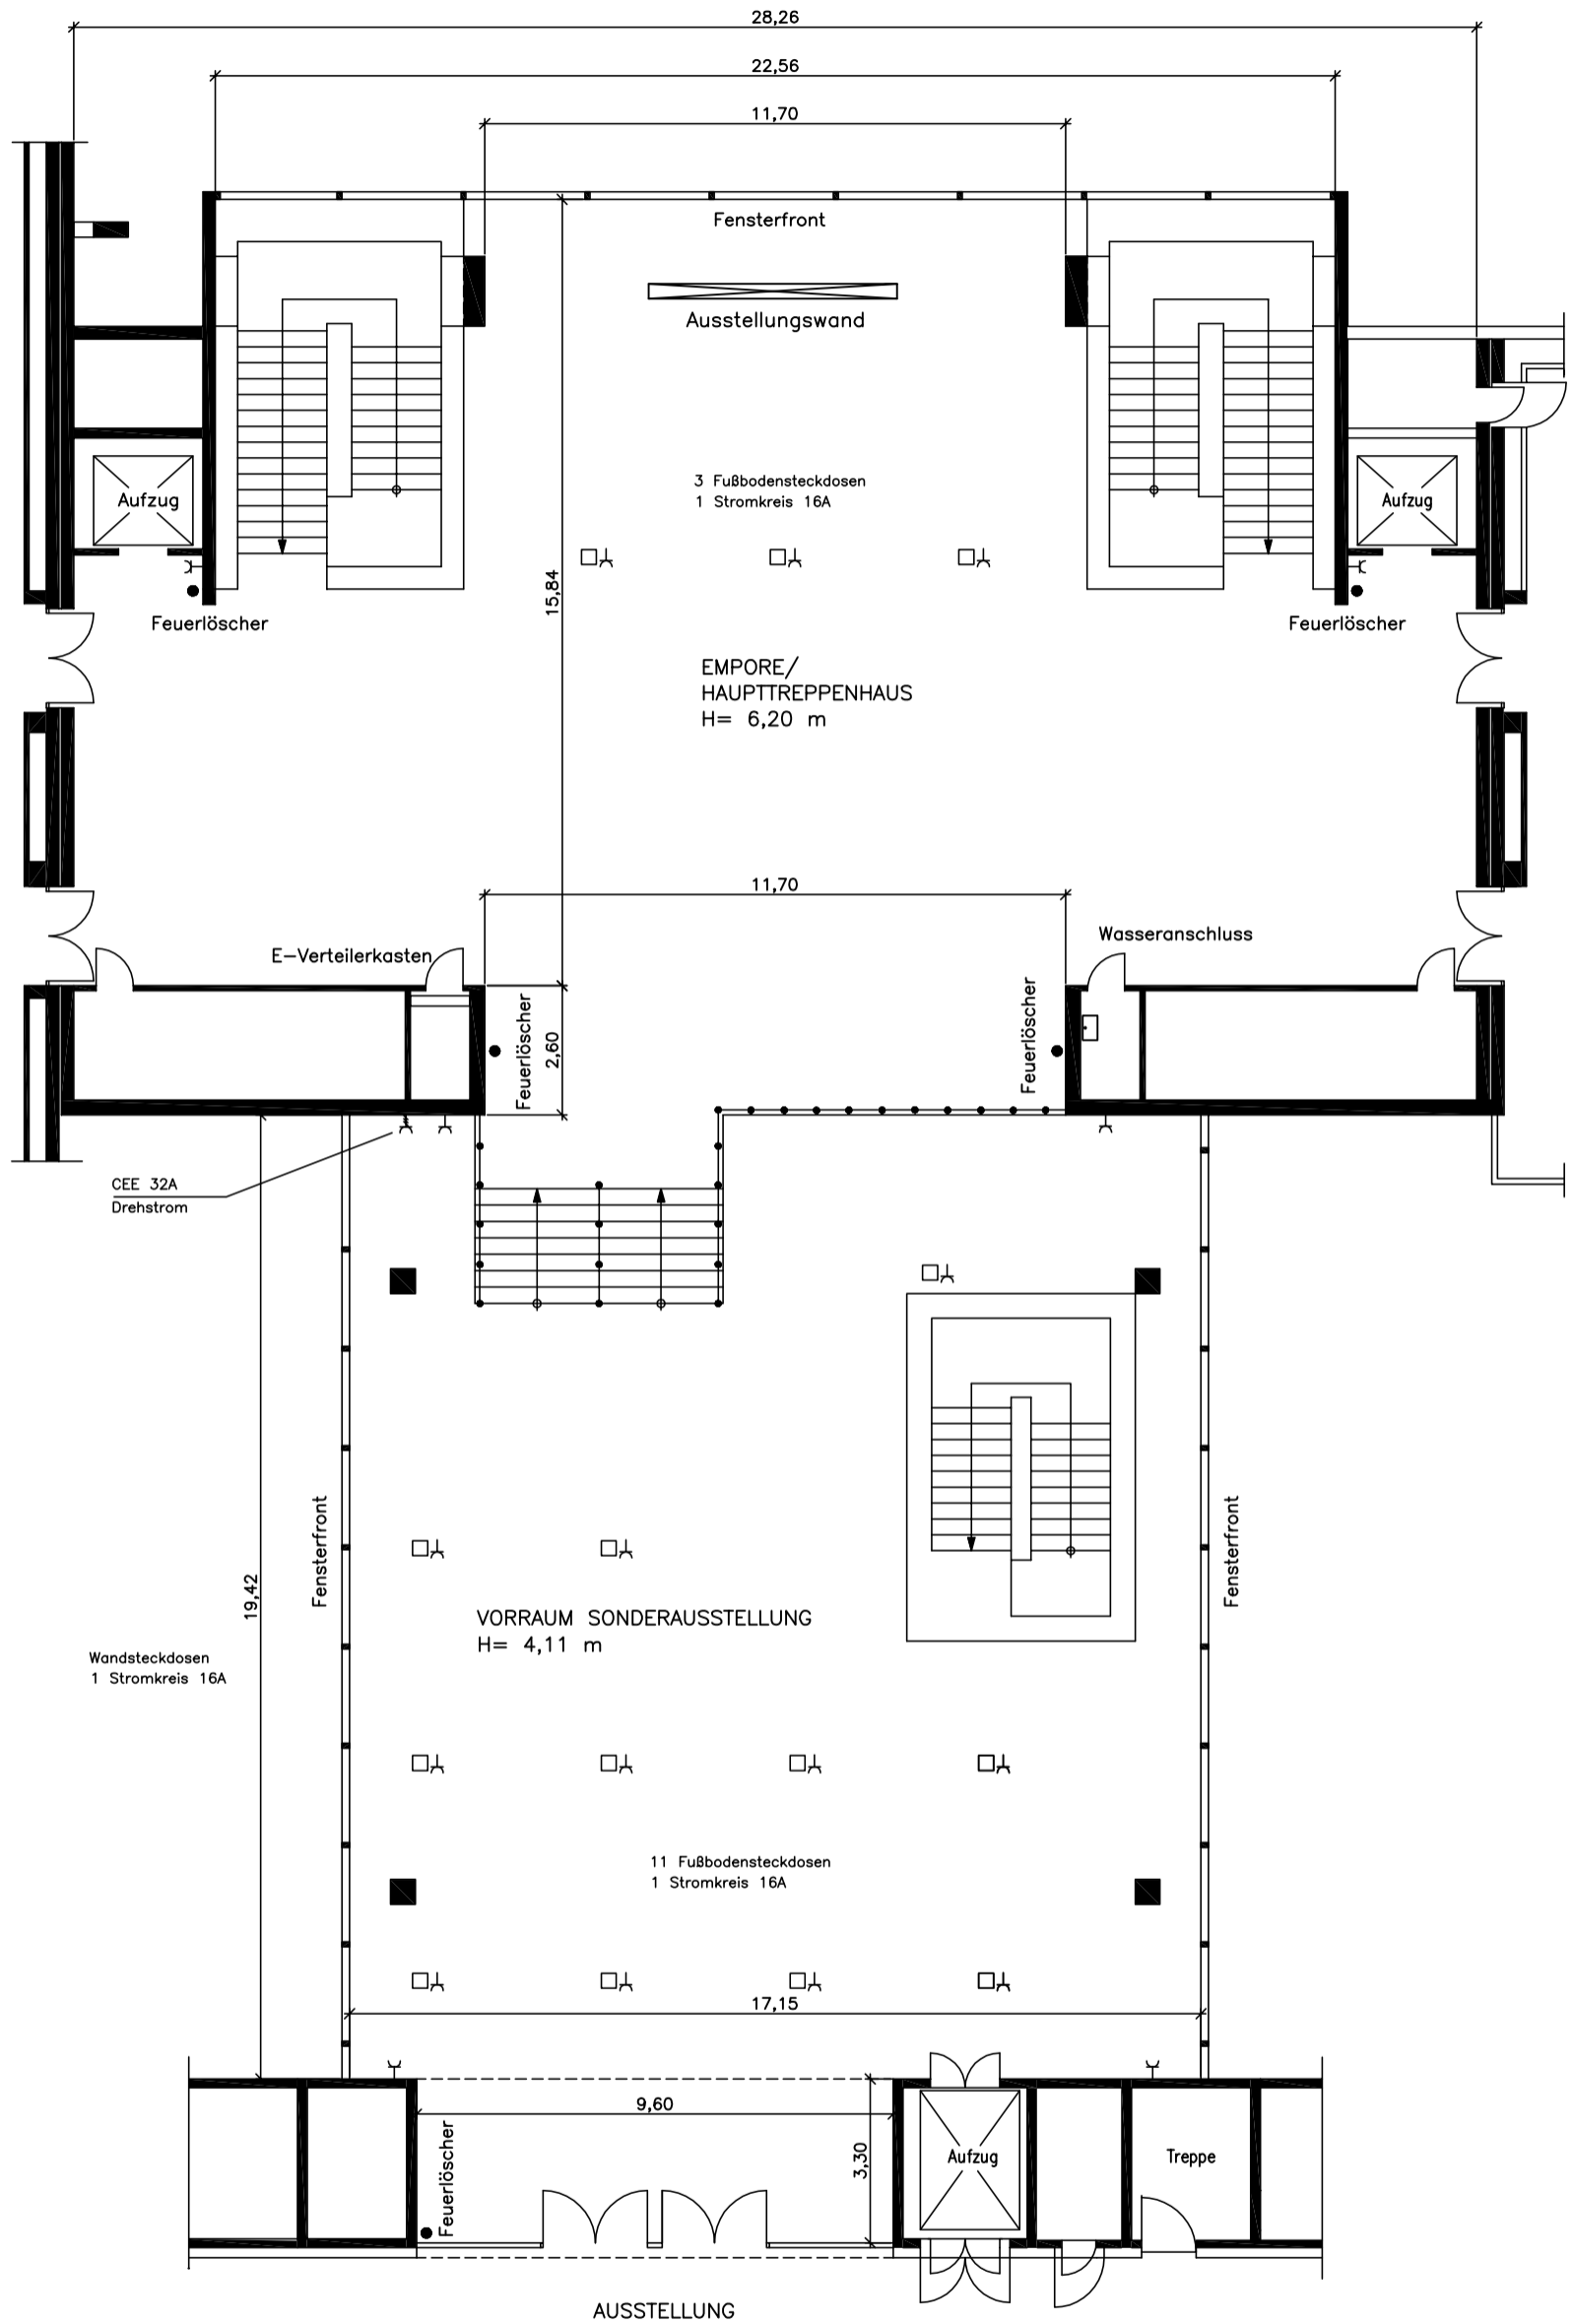 28,26
22,56
11,70
Fensterfront
Ausstellungswand
3 Fußbodensteckdosen
1 Stromkreis 16A
Aufzug
Aufzug
15,84
Feuerlöscher
Feuerlöscher
EMPORE/
HAUPTTREPPENHAUS
H= 6,20 m
11,70
E-Verteilerkasten
Wasseranschluss
Feuerlöscher
2,60
Feuerlöscher
CEE 32A
Drehstrom
Fensterfront
Fensterfront
19,42
VORRAUM SONDERAUSSTELLUNG
H= 4,11 m
Wandsteckdosen
1 Stromkreis 16A
11 Fußbodensteckdosen
1 Stromkreis 16A
17,15
9,60
Feuerlöscher
3,30
Aufzug
Treppe
AUSSTELLUNG